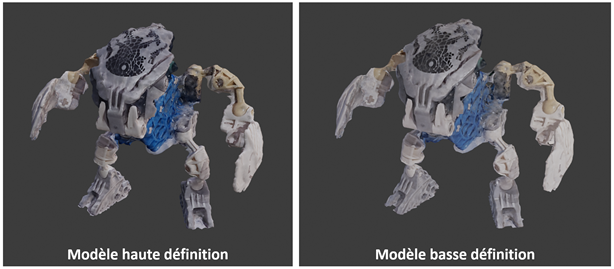 Modèle haute définition
Modèle basse définition